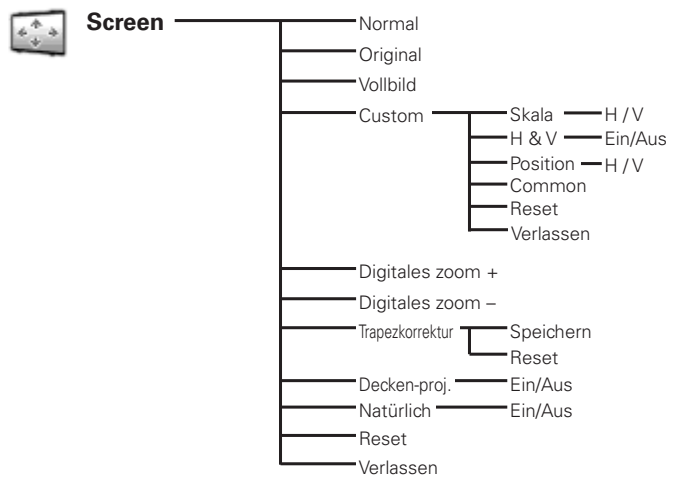 Screen
Normal
Original
Vollbild
Custom
Skala
H / V
H & V
Ein/Aus
Position
H / V
Common
Reset
Verlassen
Digitales zoom +
Digitales zoom –
Trapezkorrektur
Speichern
Reset
Decken-proj.
Ein/Aus
Natürlich
Ein/Aus
Reset
Verlassen